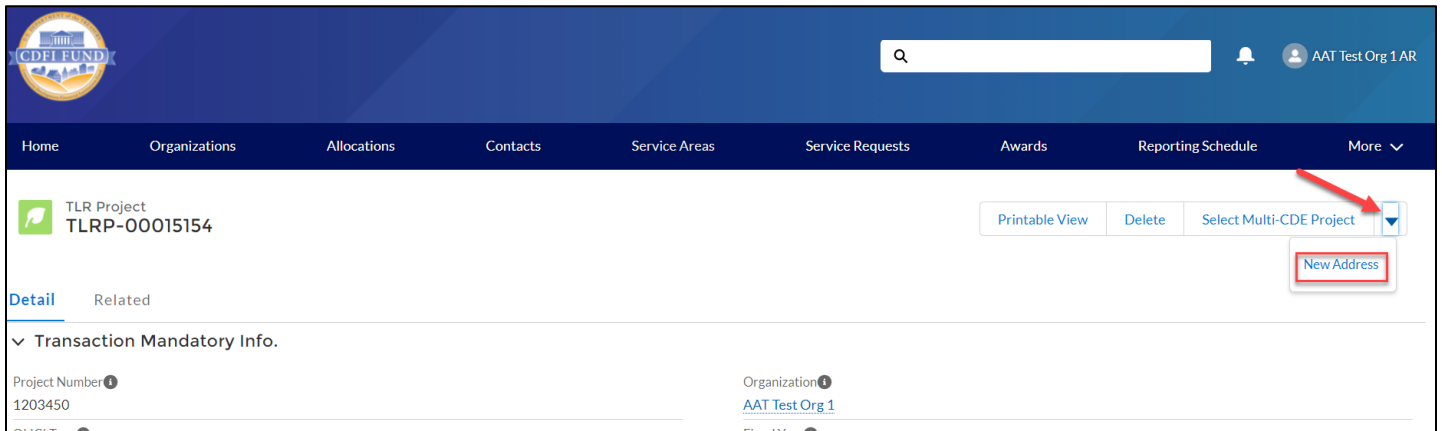 CDFI FUND
AAT Test Org 1 AR
Home Organizations Allocations Contacts Service Areas Service Requests Awards Reporting Schedule More
TLR Project
TLRP-00015154
Printable View Delete Select Multi-CDE Project
New Address
Detail Related
Transaction Mandatory Info.
Project Number Organization
1203450 AAT Test Org 1